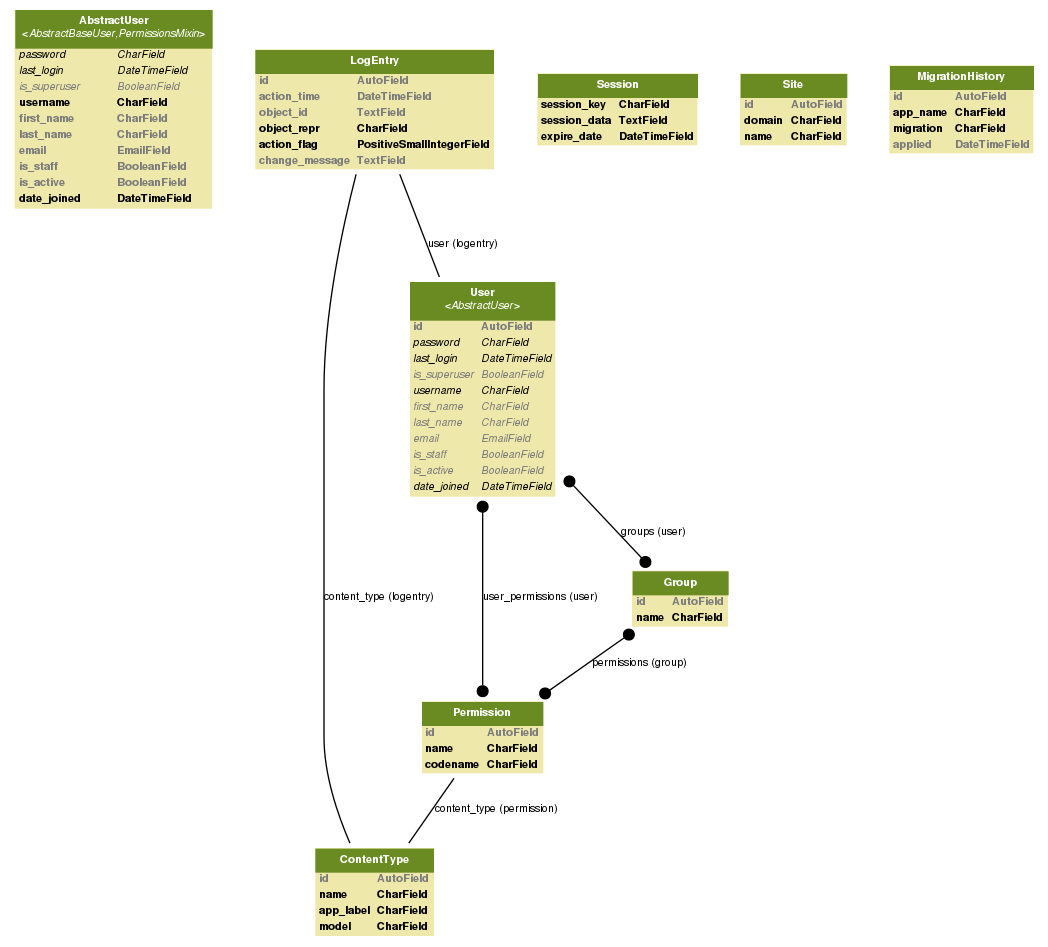 AbstractUser
<AbstractBaseUser,PermissionsMixin>
password CharField
last_login DateTimeField
is_superuser BooleanField
username CharField
first_name CharField
last_name CharField
email EmailField
is_staff BooleanField
is_active BooleanField
date_joined DateTimeField
LogEntry
id AutoField
action_time DateTimeField
object_id TextField
object_repr CharField
action_flag PositiveSmallIntegerField
change_message TextField
Session
session_key CharField
session_data TextField
expire_date DateTimeField
Site
id AutoField
domain CharField
name CharField
MigrationHistory
id AutoField
app_name CharField
migration CharField
applied DateTimeField
user (logentry)
User
<AbstractUser>
id AutoField
password CharField
last_login DateTimeField
is_superuser BooleanField
username CharField
first_name CharField
last_name CharField
email EmailField
is_staff BooleanField
is_active BooleanField
date_joined DateTimeField
groups (user)
content_type (logentry)
user_permissions (user)
Group
id AutoField
name CharField
permissions (group)
Permission
id AutoField
name CharField
codename CharField
content_type (permission)
ContentType
id AutoField
name CharField
app_label CharField
model CharField